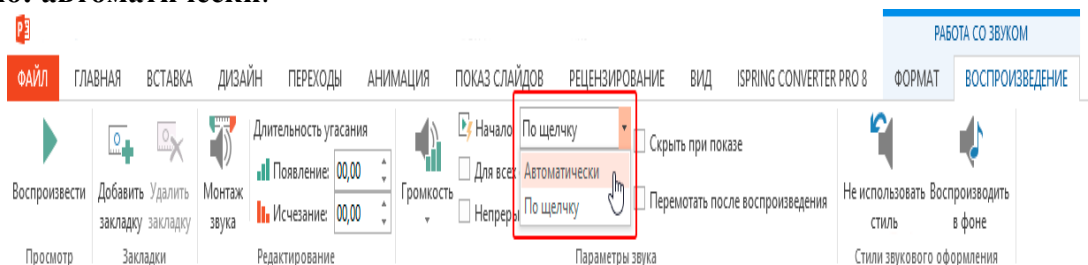 но: автоматически.
РАБОТА СО ЗВУКОМ
ФАЙЛ ГЛАВНАЯ ВСТАВКА ДИЗАЙН ПЕРЕХОДЫ АНИМАЦИЯ ПОКАЗ СЛАЙДОВ РЕЦЕНЗИРОВАНИЕ ВИД ISPRING CONVERTER PRO 8 ФОРМАТ ВОСПРОИЗВЕДЕНИЕ
Воспроизвести
Добавить закладку
Удалить закладку
Монтаж звука
Длительность угасания
Появление: 00,00
Исчезание: 00,00
Громкость
Начало По щелчку
Для всех
Непреры
Автоматически
По щелчку
Скрыть при показе
Перемотать после воспроизведения
Не использовать стиль
Воспроизводить в фоне
Просмотр Закладки Редактирование Параметры звука Стили звукового оформления